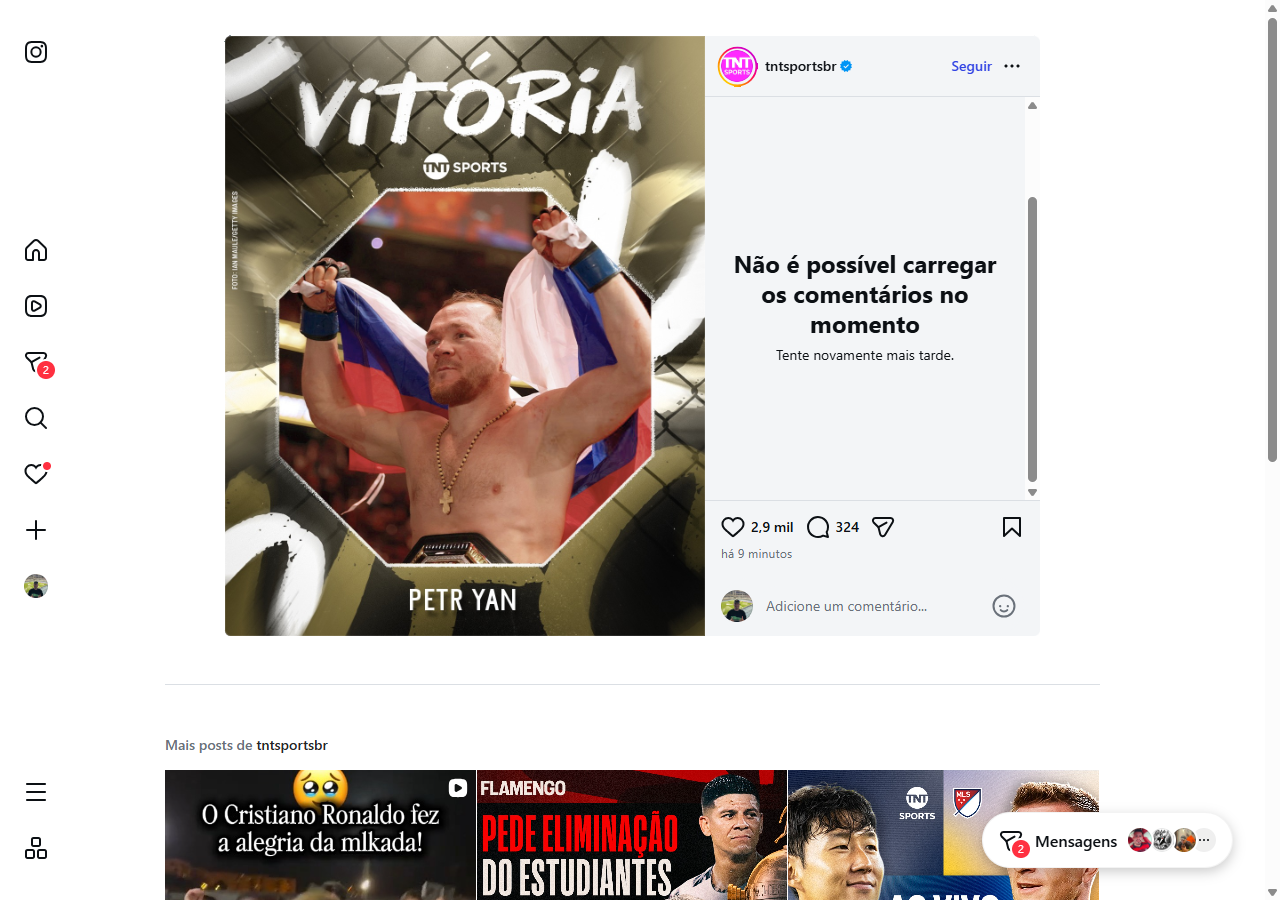 VITÓRIA
TNT SPORTS
FOTO: IAN MAULE/GETTY IMAGES
PETR YAN
TNT SPORTS
tntsportsbr
Seguir
Não é possível carregar
os comentários no
momento
Tente novamente mais tarde.
2,9 mil
324
há 9 minutos
Adicione um comentário...
2
Mais posts de tntsportsbr
O Cristiano Ronaldo fez
a alegria da mlkada!
FLAMENGO
PEDE ELIMINAÇÃO
DO ESTUDIANTES
TNT
SPORTS
MLS
AO VIVO
2
Mensagens